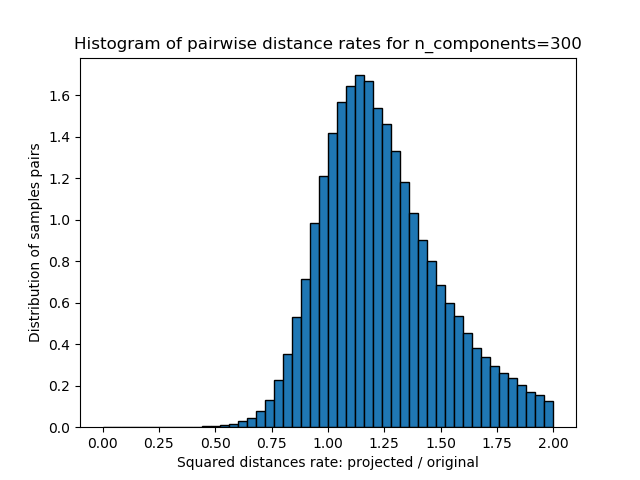 Histogram of pairwise distance rates for n_components=300
Distribution of samples pairs
1.6
1.4
1.2
1.0
0.8
0.6
0.4
0.2
0.0
0.00 0.25 0.50 0.75 1.00 1.25 1.50 1.75 2.00
Squared distances rate: projected / original